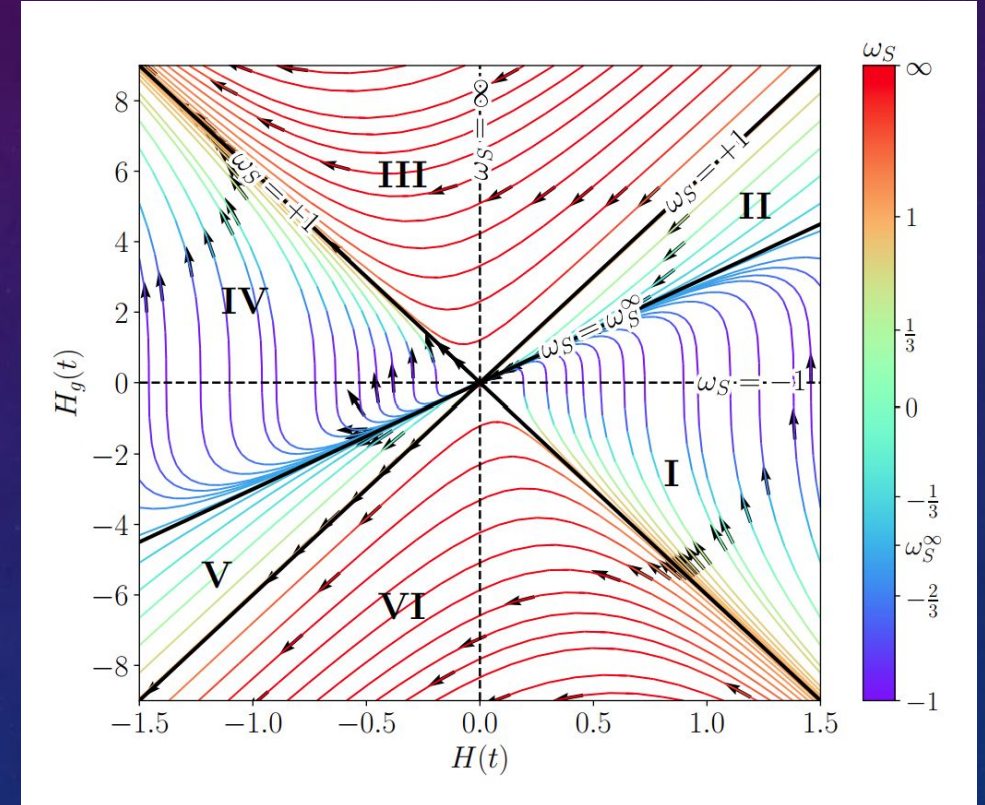 ω_S
∞
1
1/3
0
−1/3
ω_S^∞
−2/3
−1
8
6
4
2
0
−2
−4
−6
−8
H_g(t)
ω_S = ∞
ω_S = +1
ω_S = +1
III
II
IV
ω_S = ω_S^∞
ω_S = −1
I
V
VI
−1.5
−1.0
−0.5
0.0
0.5
1.0
1.5
H(t)